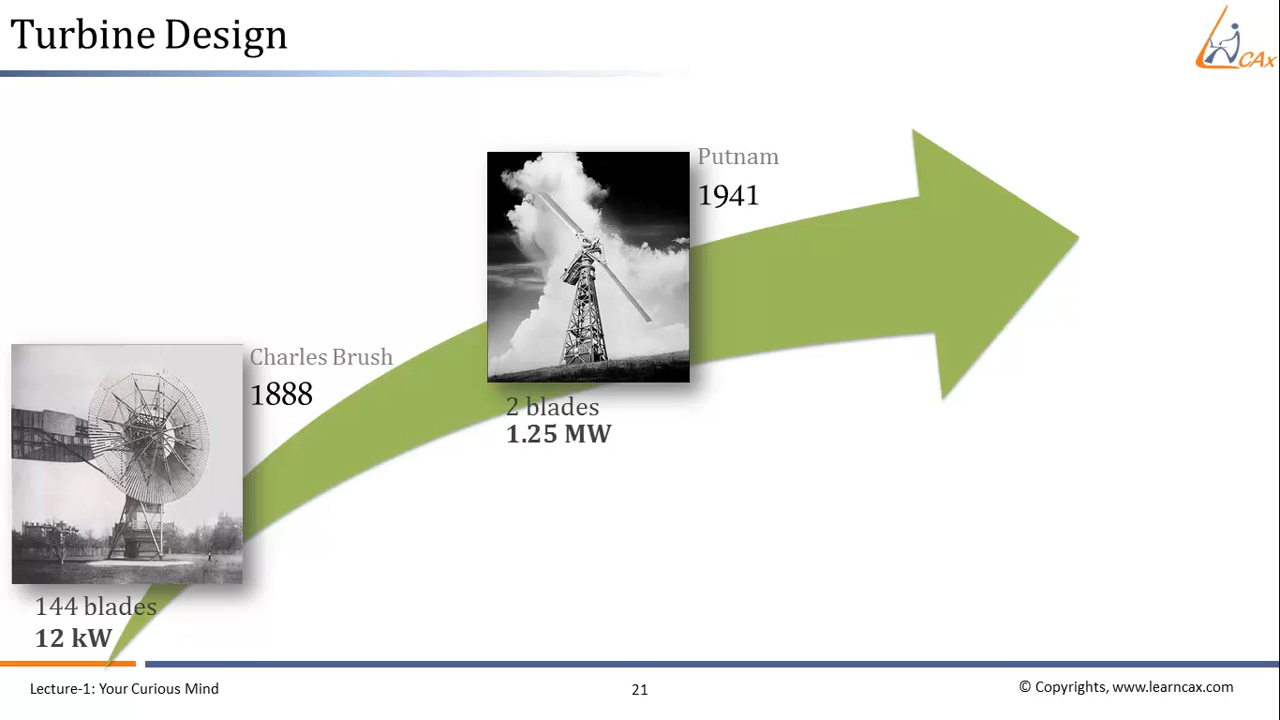 Turbine Design
CAx
Putnam
1941
Charles Brush
1888
2 blades
1.25 MW
144 blades
12 kW
Lecture-1: Your Curious Mind
21
© Copyrights, www.learncax.com